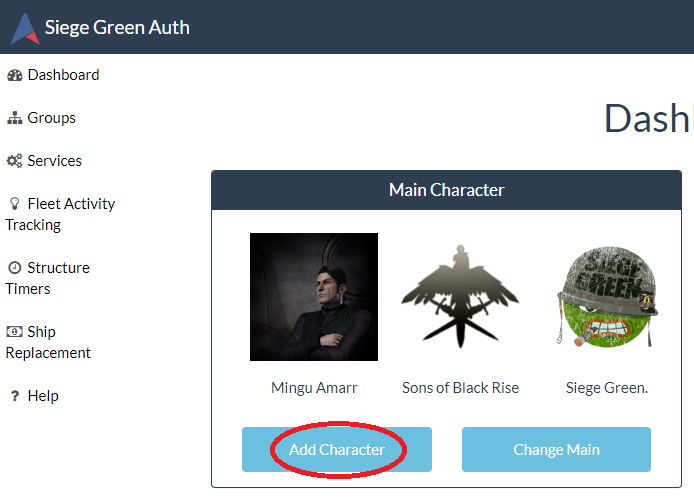 Siege Green Auth
Dashboard
Groups
Services
Fleet Activity
Tracking
Structure
Timers
Ship
Replacement
? Help
Dash
Main Character
SIEGE
GREEN
Mingu Amarr
Sons of Black Rise
Siege Green.
Add Character
Change Main